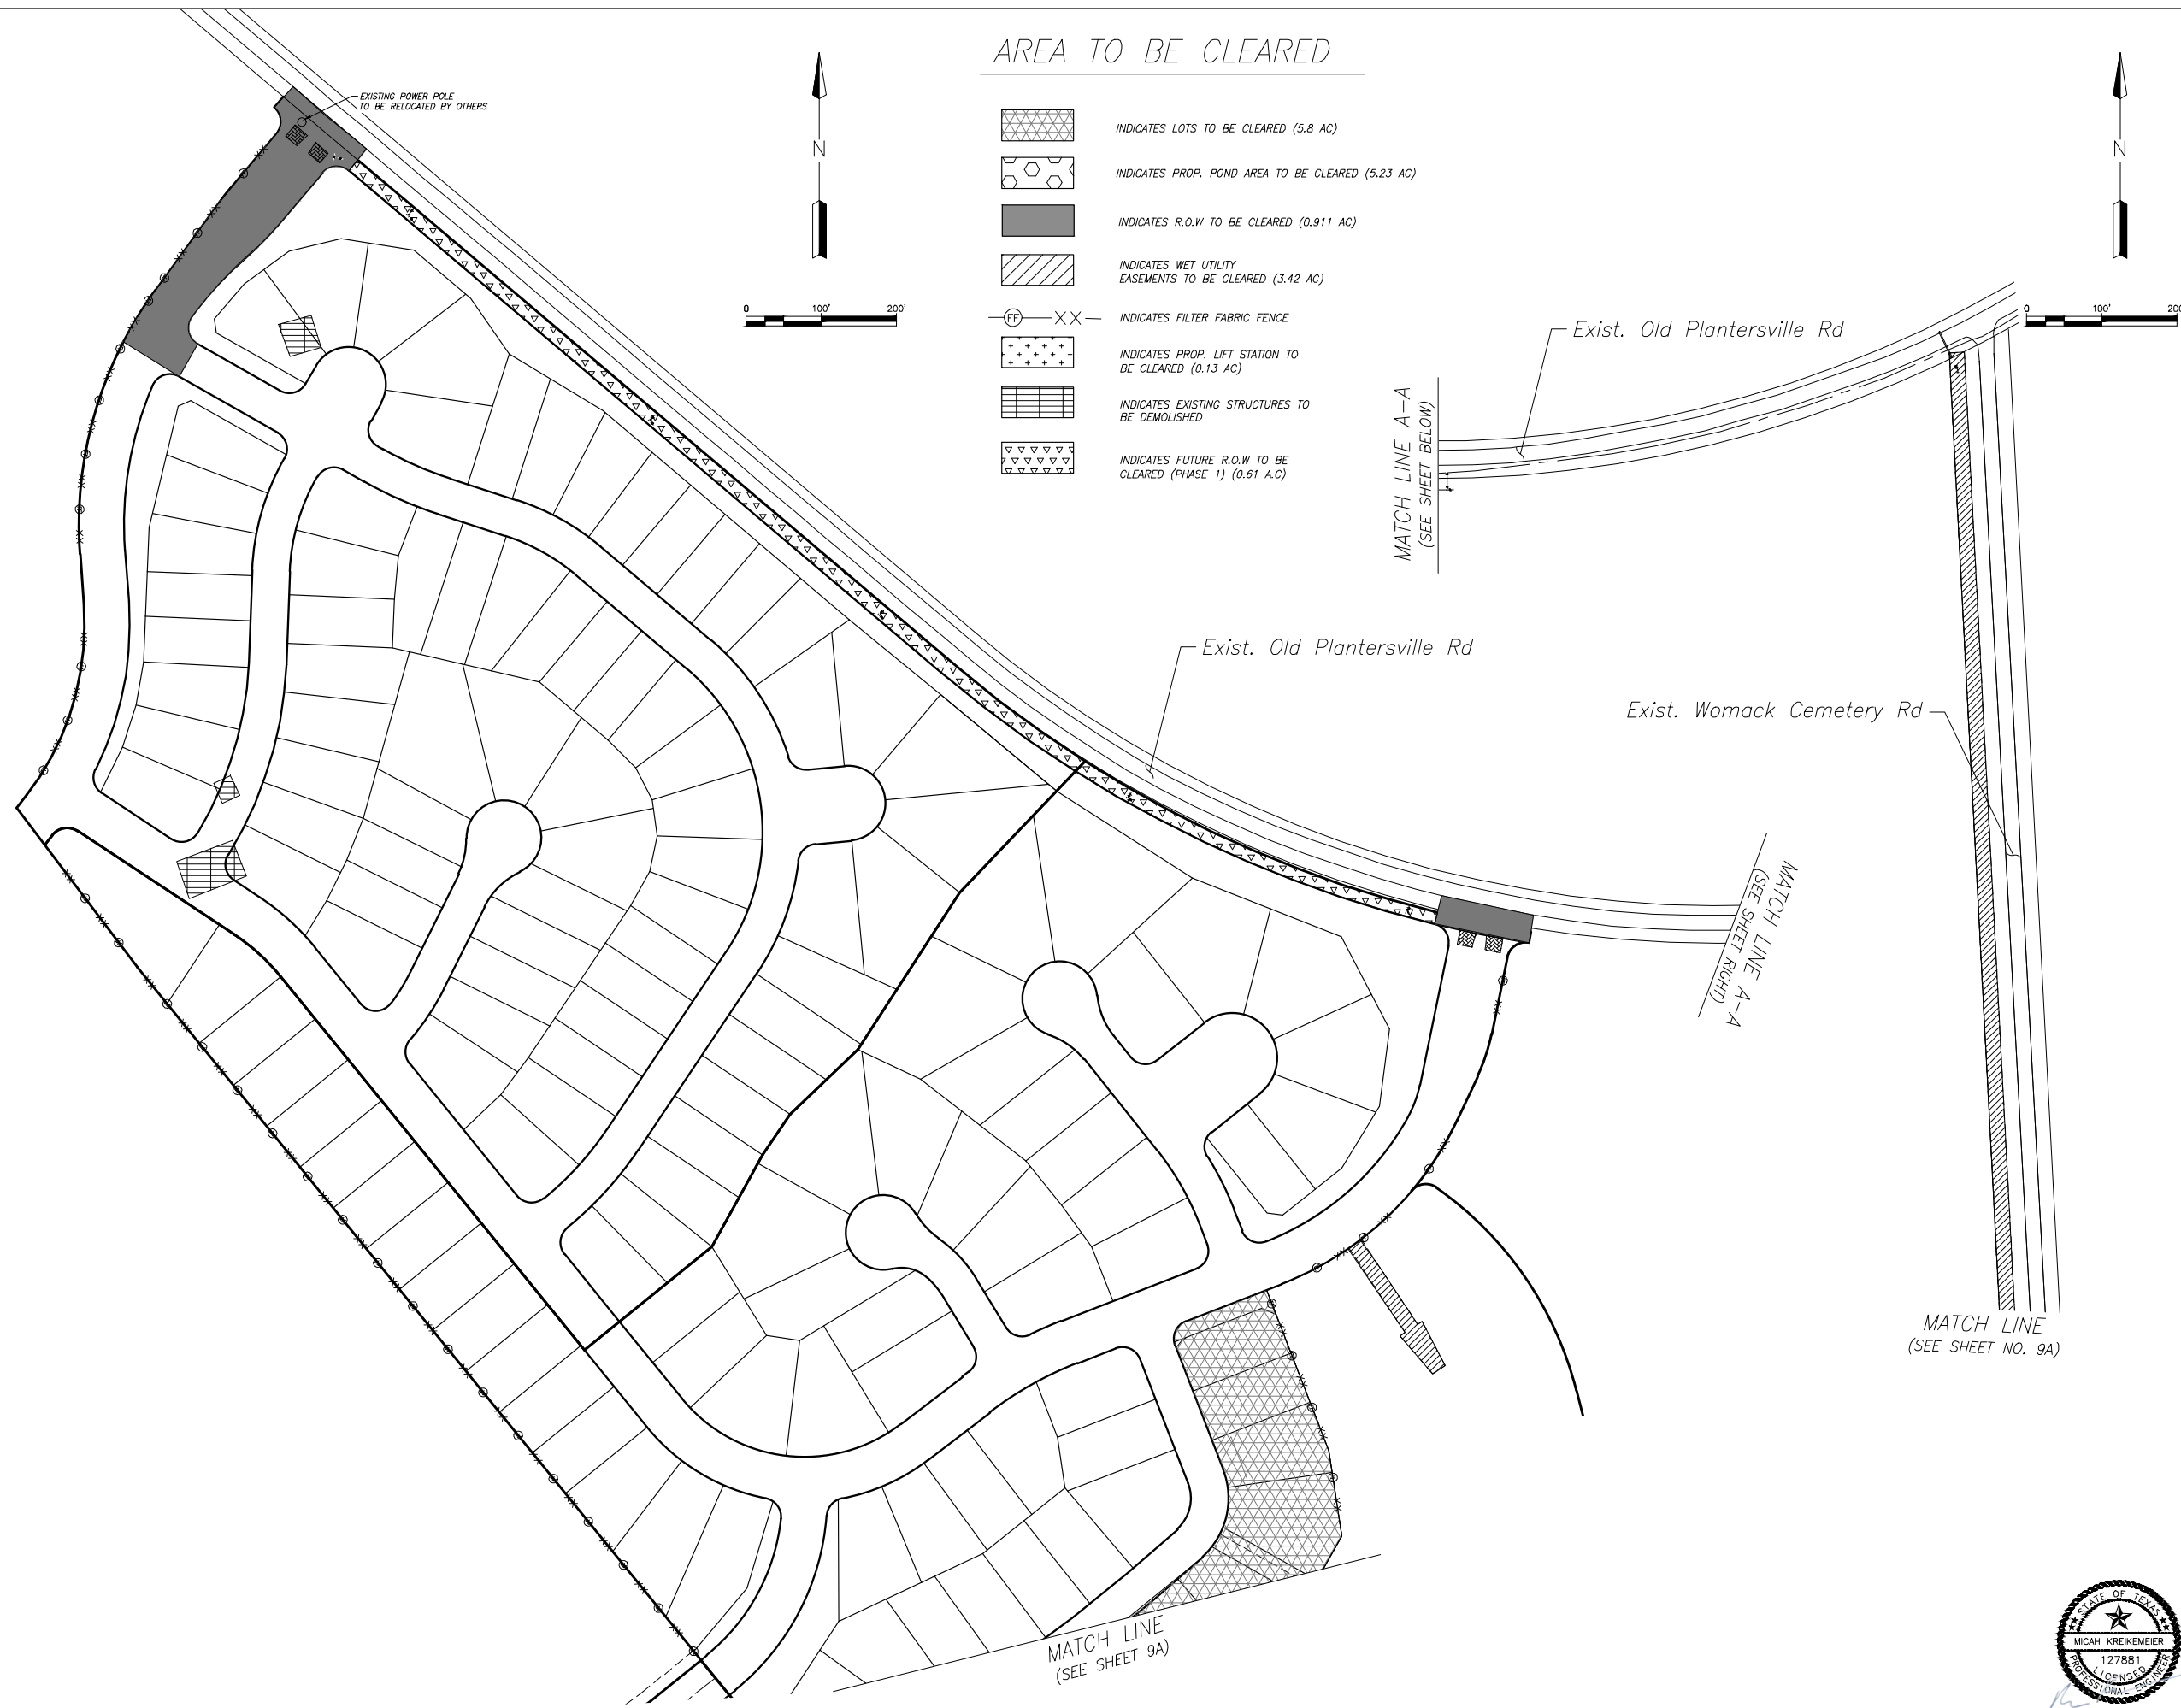 AREA TO BE CLEARED
EXISTING POWER POLE
TO BE RELOCATED BY OTHERS
N
N
INDICATES LOTS TO BE CLEARED (5.8 AC)
INDICATES PROP. POND AREA TO BE CLEARED (5.23 AC)
INDICATES R.O.W TO BE CLEARED (0.911 AC)
INDICATES WET UTILITY
EASEMENTS TO BE CLEARED (3.42 AC)
FF XX INDICATES FILTER FABRIC FENCE
INDICATES PROP. LIFT STATION TO
BE CLEARED (0.13 AC)
INDICATES EXISTING STRUCTURES TO
BE DEMOLISHED
INDICATES FUTURE R.O.W TO BE
CLEARED (PHASE 1) (0.61 A.C)
0 100' 200'
0 100' 200
Exist. Old Plantersville Rd
MATCH LINE A-A
(SEE SHEET BELOW)
Exist. Old Plantersville Rd
Exist. Womack Cemetery Rd
MATCH LINE A-A
(SEE SHEET RIGHT)
MATCH LINE
(SEE SHEET NO. 9A)
MATCH LINE
(SEE SHEET 9A)
STATE OF TEXAS
MICAH KREIKEMEIER
127881
LICENSED
PROFESSIONAL ENGINEER